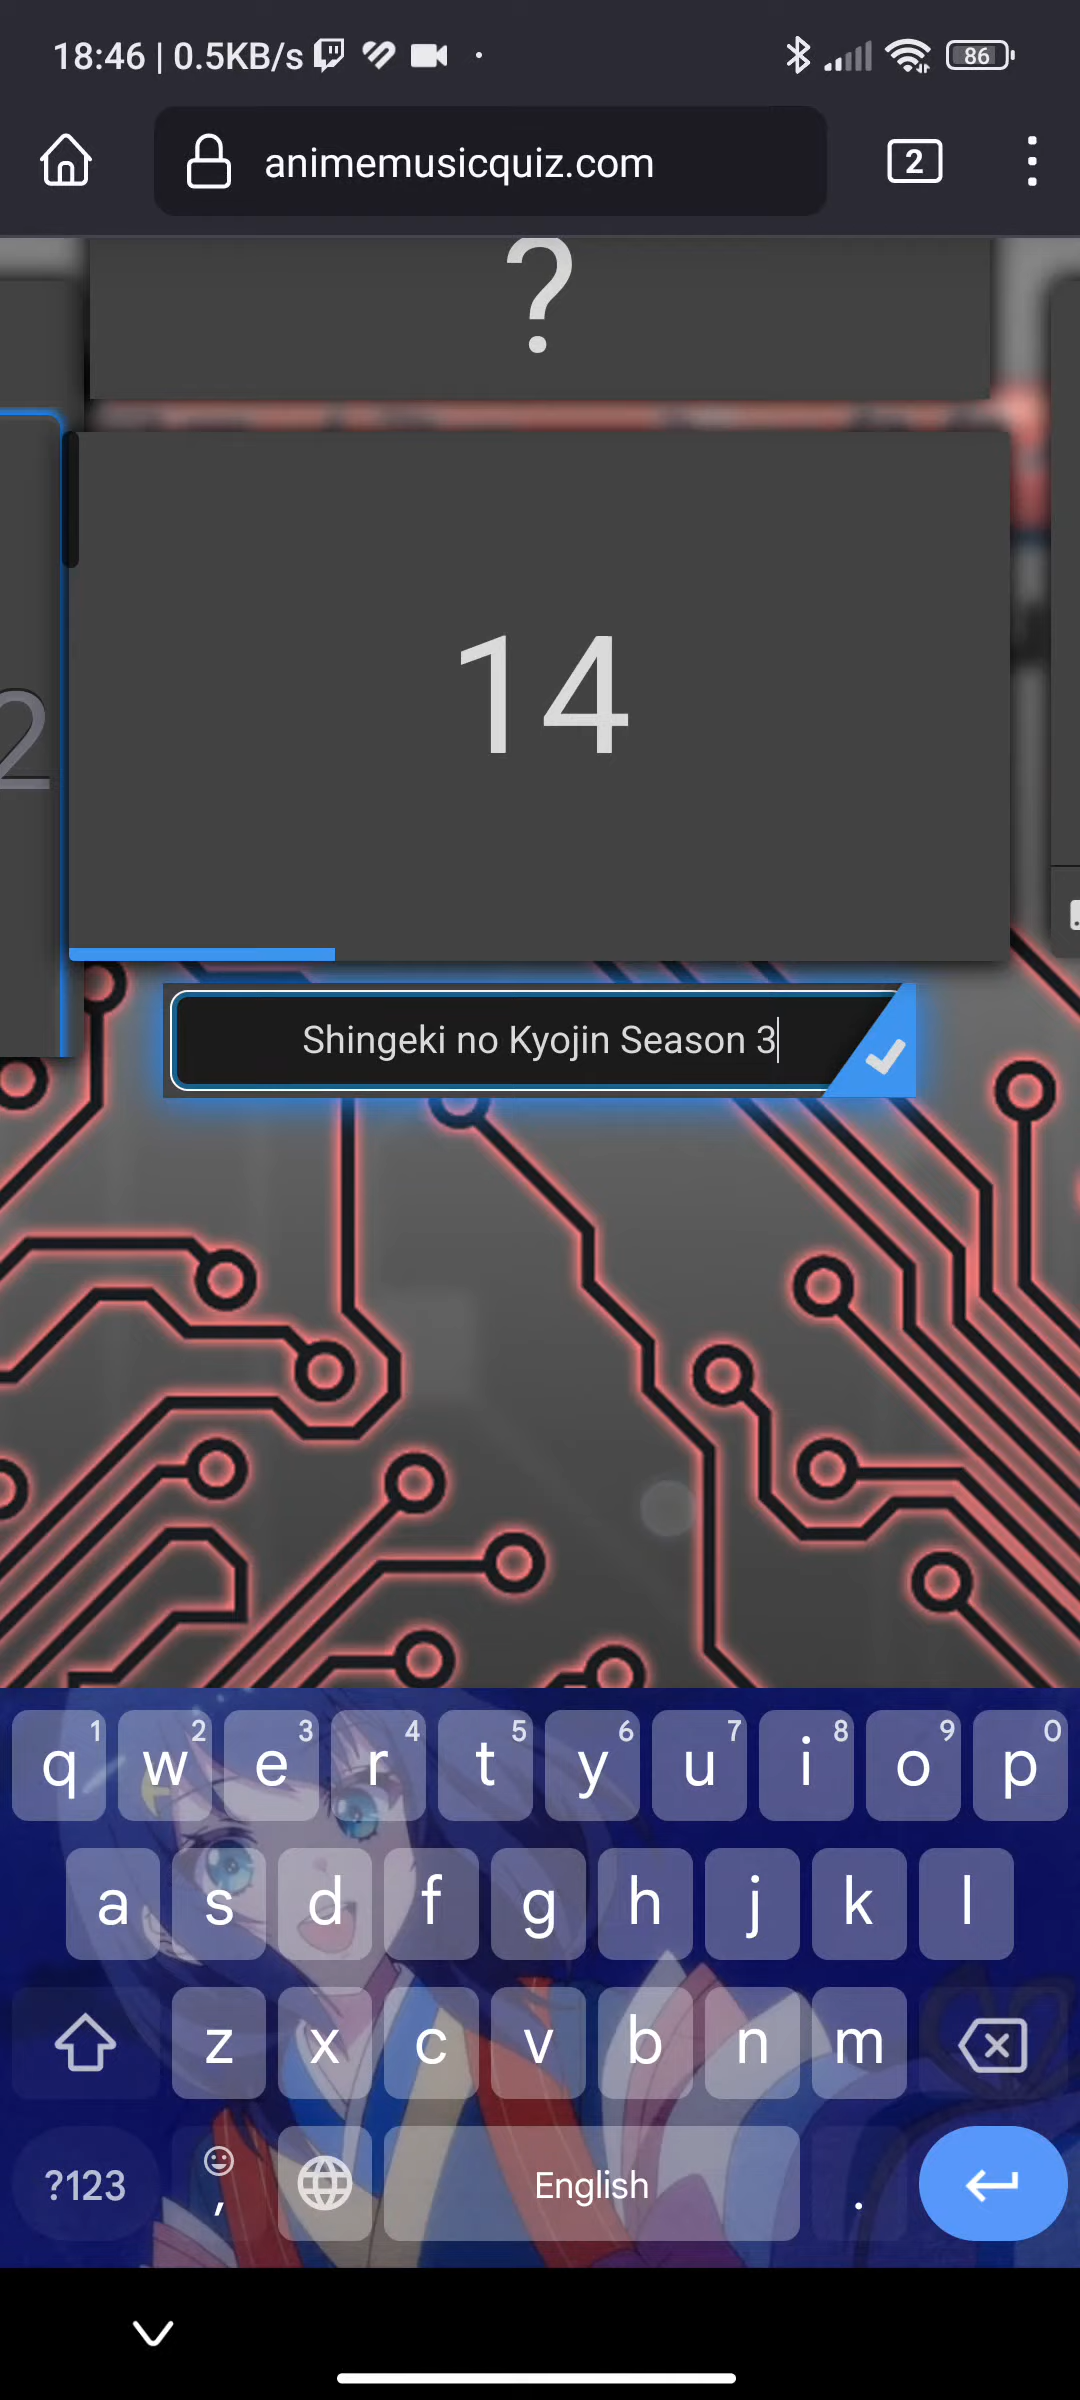 18:46 | 0.5KB/s
86
animemusicquiz.com
2
?
2
14
Shingeki no Kyojin Season 3
1 2 3 4 5 6 7 8 9 0
q w e r t y u i o p
a s d f g h j k l
z x c v b n m
?123 , English .